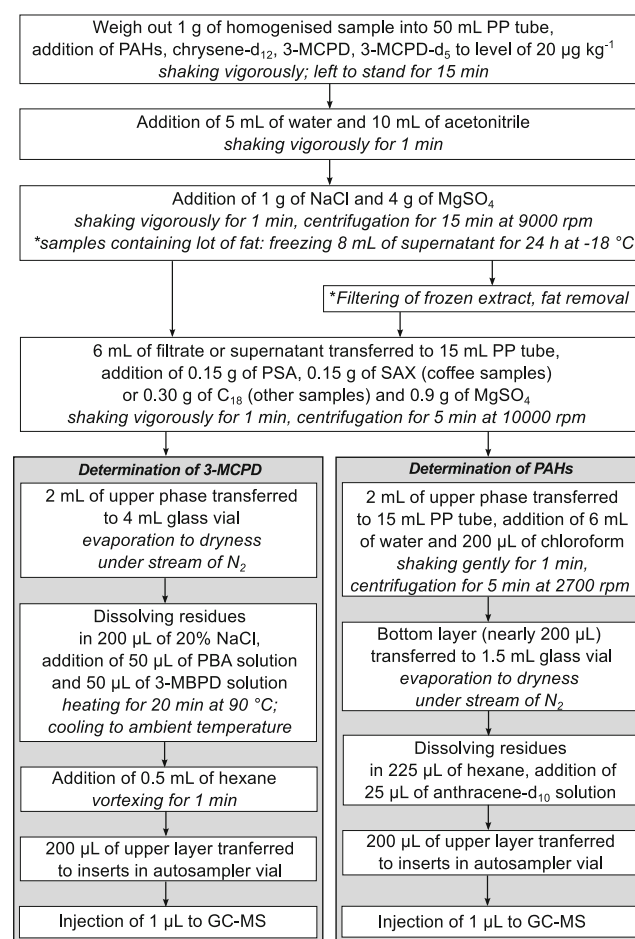 Weigh out 1 g of homogenised sample into 50 mL PP tube,
addition of PAHs, chrysene-d₁₂, 3-MCPD, 3-MCPD-d₅ to level of 20 µg kg⁻¹
shaking vigorously; left to stand for 15 min
Addition of 5 mL of water and 10 mL of acetonitrile
shaking vigorously for 1 min
Addition of 1 g of NaCl and 4 g of MgSO₄
shaking vigorously for 1 min, centrifugation for 15 min at 9000 rpm
*samples containing lot of fat: freezing 8 mL of supernatant for 24 h at -18 °C
*Filtering of frozen extract, fat removal
6 mL of filtrate or supernatant transferred to 15 mL PP tube,
addition of 0.15 g of PSA, 0.15 g of SAX (coffee samples)
or 0.30 g of C₁₈ (other samples) and 0.9 g of MgSO₄
shaking vigorously for 1 min, centrifugation for 5 min at 10000 rpm
Determination of 3-MCPD
2 mL of upper phase transferred
to 4 mL glass vial
evaporation to dryness
under stream of N₂
Dissolving residues
in 200 µL of 20% NaCl,
addition of 50 µL of PBA solution
and 50 µL of 3-MBPD solution
heating for 20 min at 90 °C;
cooling to ambient temperature
Addition of 0.5 mL of hexane
vortexing for 1 min
200 µL of upper layer tranferred
to inserts in autosampler vial
Injection of 1 µL to GC-MS
Determination of PAHs
2 mL of upper phase transferred
to 15 mL PP tube, addition of 6 mL
of water and 200 µL of chloroform
shaking gently for 1 min,
centrifugation for 5 min at 2700 rpm
Bottom layer (nearly 200 µL)
transferred to 1.5 mL glass vial
evaporation to dryness
under stream of N₂
Dissolving residues
in 225 µL of hexane, addition of
25 µL of anthracene-d₁₀ solution
200 µL of upper layer tranferred
to inserts in autosampler vial
Injection of 1 µL to GC-MS